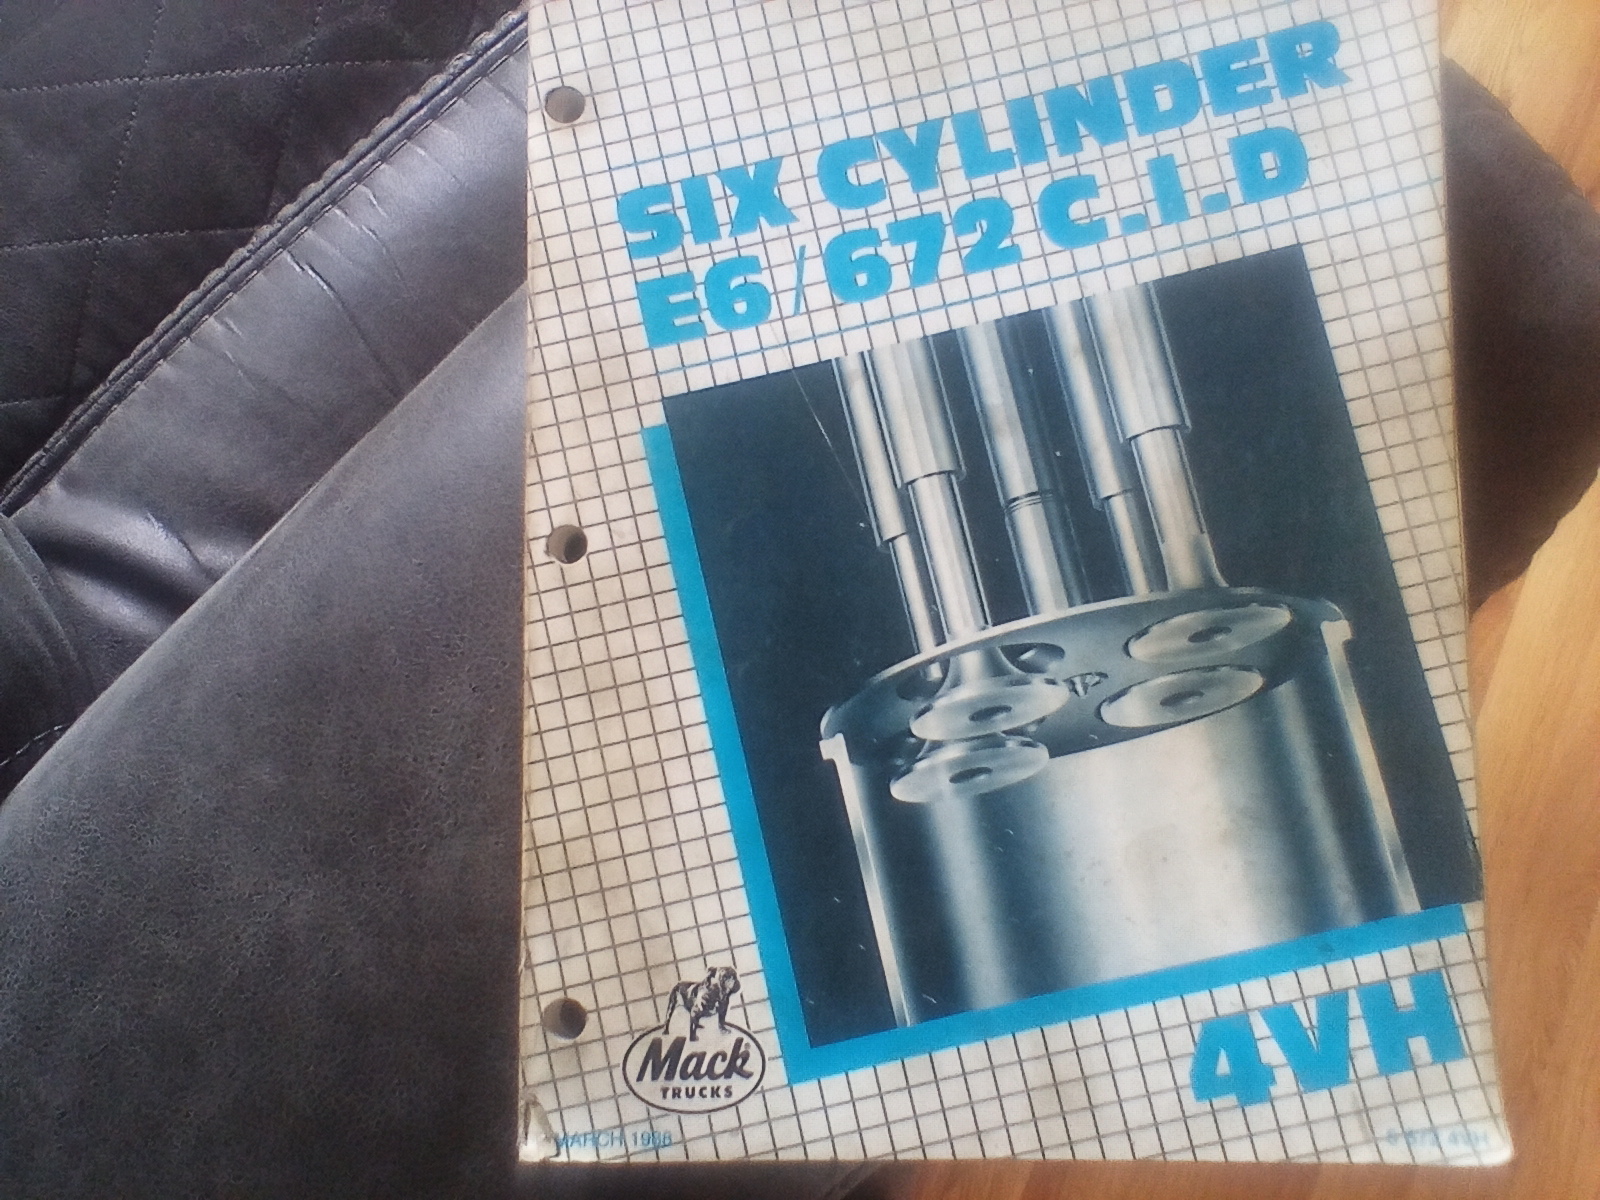 SIX CYLINDER
E6/672 C.I.D
4VH
Mack®
TRUCKS
MARCH 1988